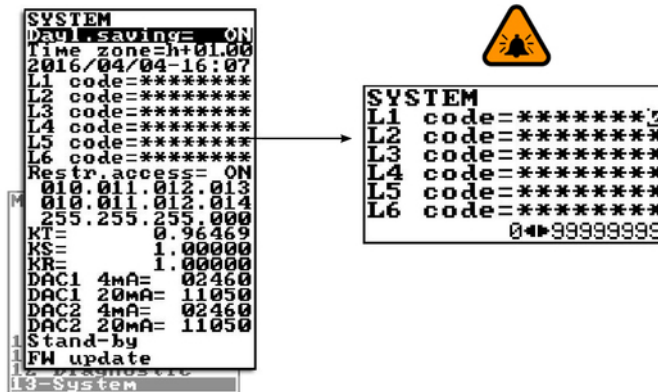 SYSTEM
Dayl.saving= ON
Time zone=h+01.00
2016/04/04-16:07
L1 code=********
L2 code=********
L3 code=********
L4 code=********
L5 code=********
L6 code=********
Restr.access= ON
010.011.012.013
010.011.012.014
255.255.255.000
KT= 0.96469
KS= 1.00000
KR= 1.00000
DAC1 4mA= 02460
DAC1 20mA= 11050
DAC2 4mA= 02460
DAC2 20mA= 11050
Stand-by
FW update
13-System
SYSTEM
L1 code=*******
L2 code=********
L3 code=********
L4 code=********
L5 code=********
L6 code=********
0◀▶99999999